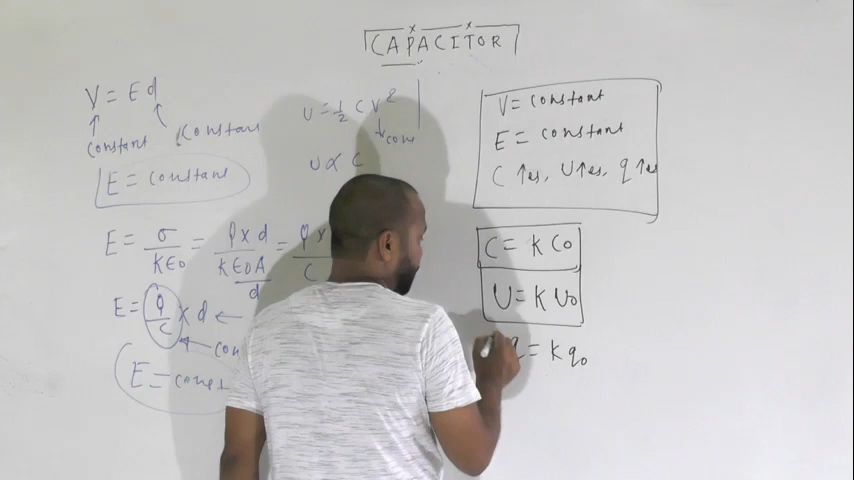 CAPACITOR
V = Ed
constant constant
E = constant
U = 1/2 CV²
cons
U ∝ C
E = σ/Kε0 = q × d / Kε0A/d = q × / C
E = q/C × d ←
con
E = const
V = constant
E = constant
C ↑es, U↑es, q↑es
C = K C0
U = K U0
q = K q0